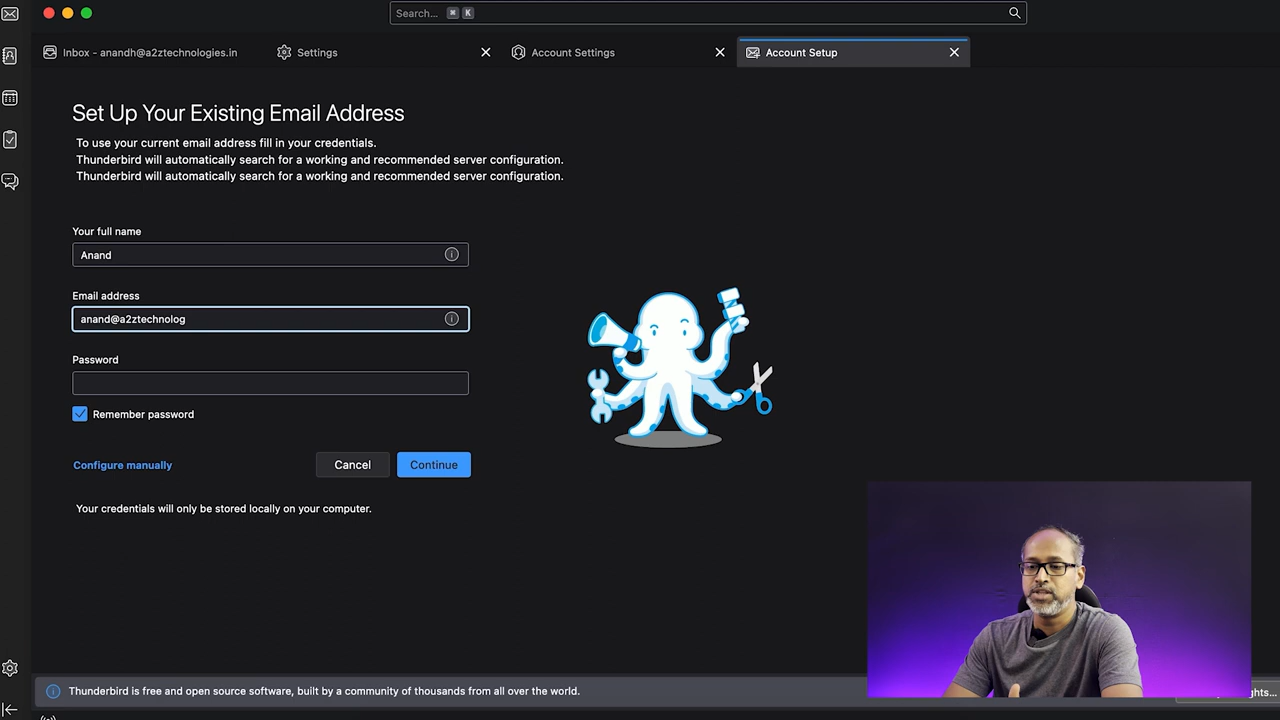 Search... ⌘ K
Inbox - anandh@a2ztechnologies.in
Settings
Account Settings
Account Setup
Set Up Your Existing Email Address
To use your current email address fill in your credentials.
Thunderbird will automatically search for a working and recommended server configuration.
Thunderbird will automatically search for a working and recommended server configuration.
Your full name
Anand
Email address
anand@a2ztechnolog
Password
Remember password
Configure manually
Cancel
Continue
Your credentials will only be stored locally on your computer.
Thunderbird is free and open source software, built by a community of thousands from all over the world.